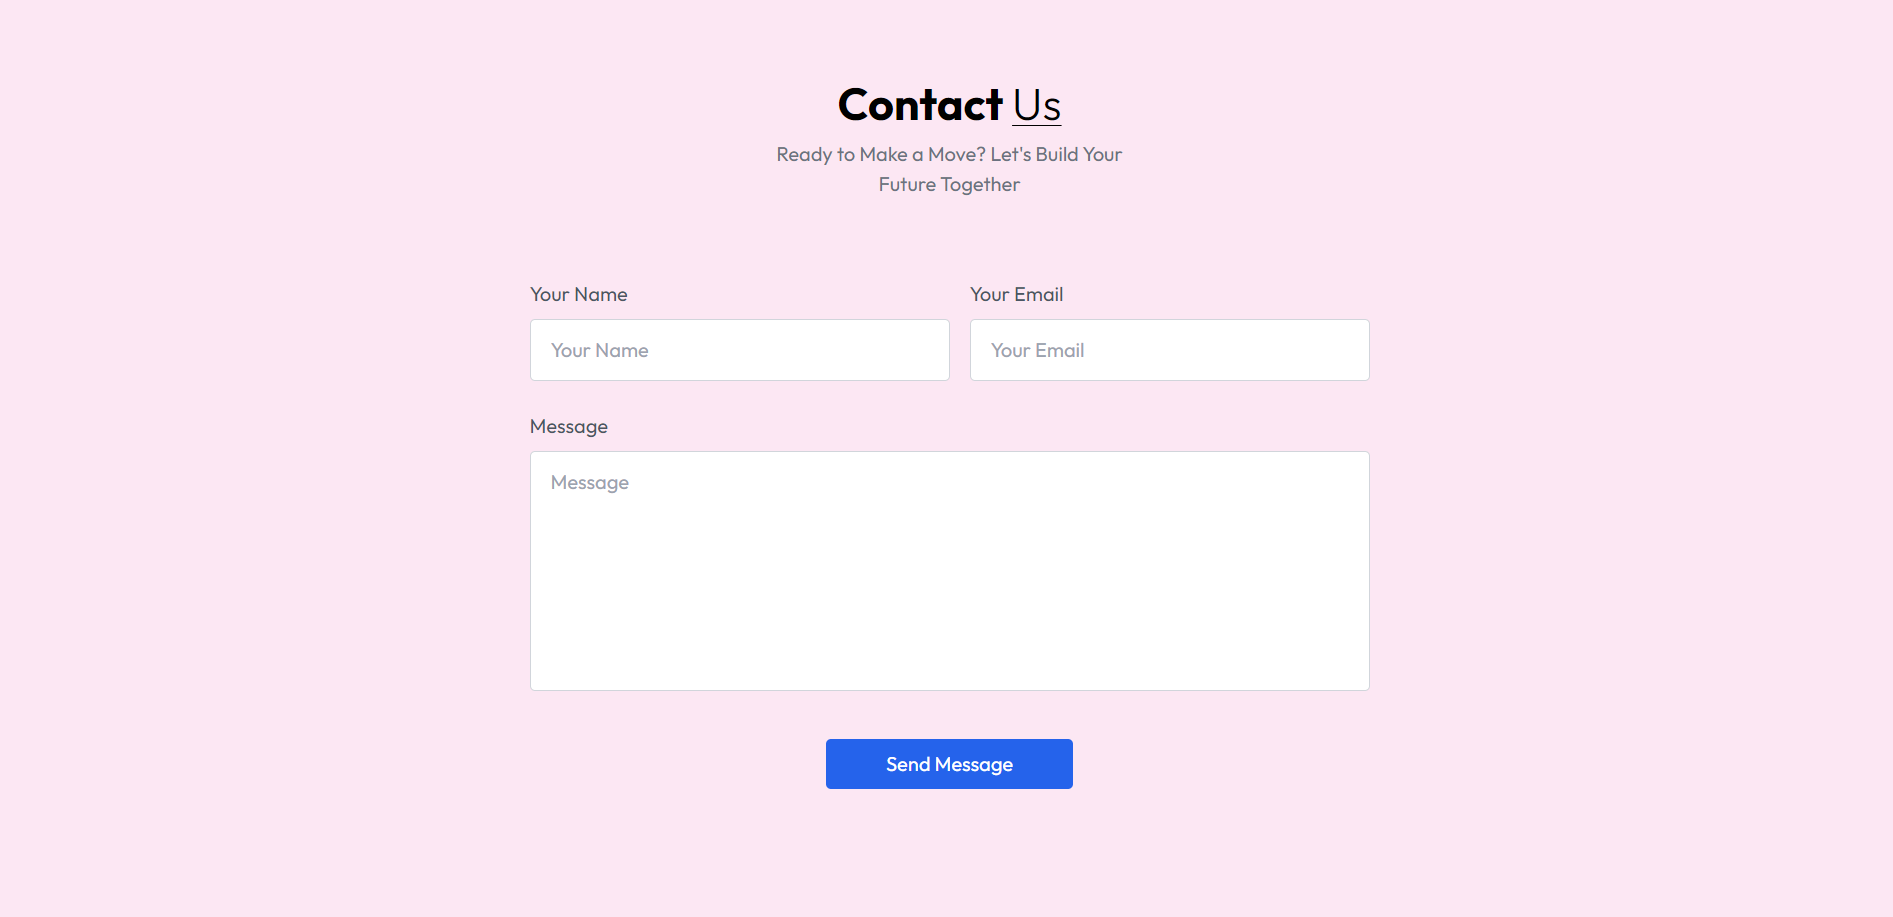 Contact Us
Ready to Make a Move? Let's Build Your
Future Together
Your Name
Your Email
Your Name
Your Email
Message
Message
Send Message